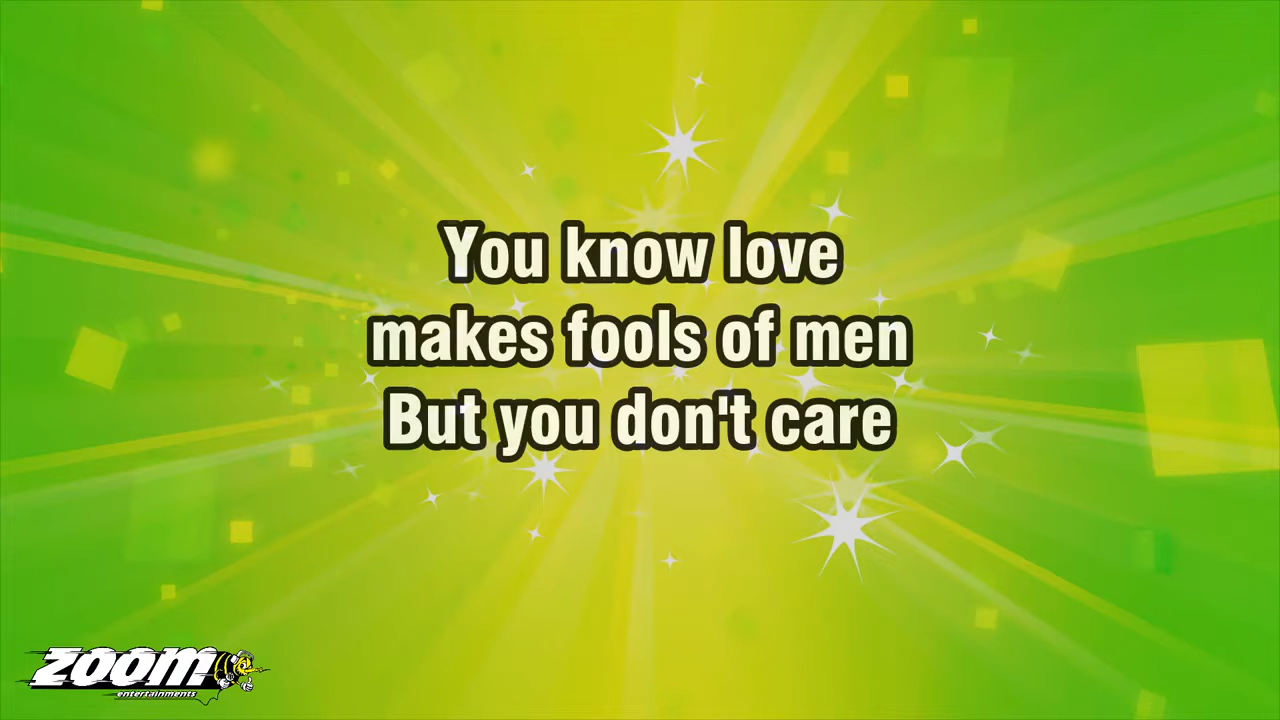 You know love
makes fools of men
But you don't care
zoom
entertainments